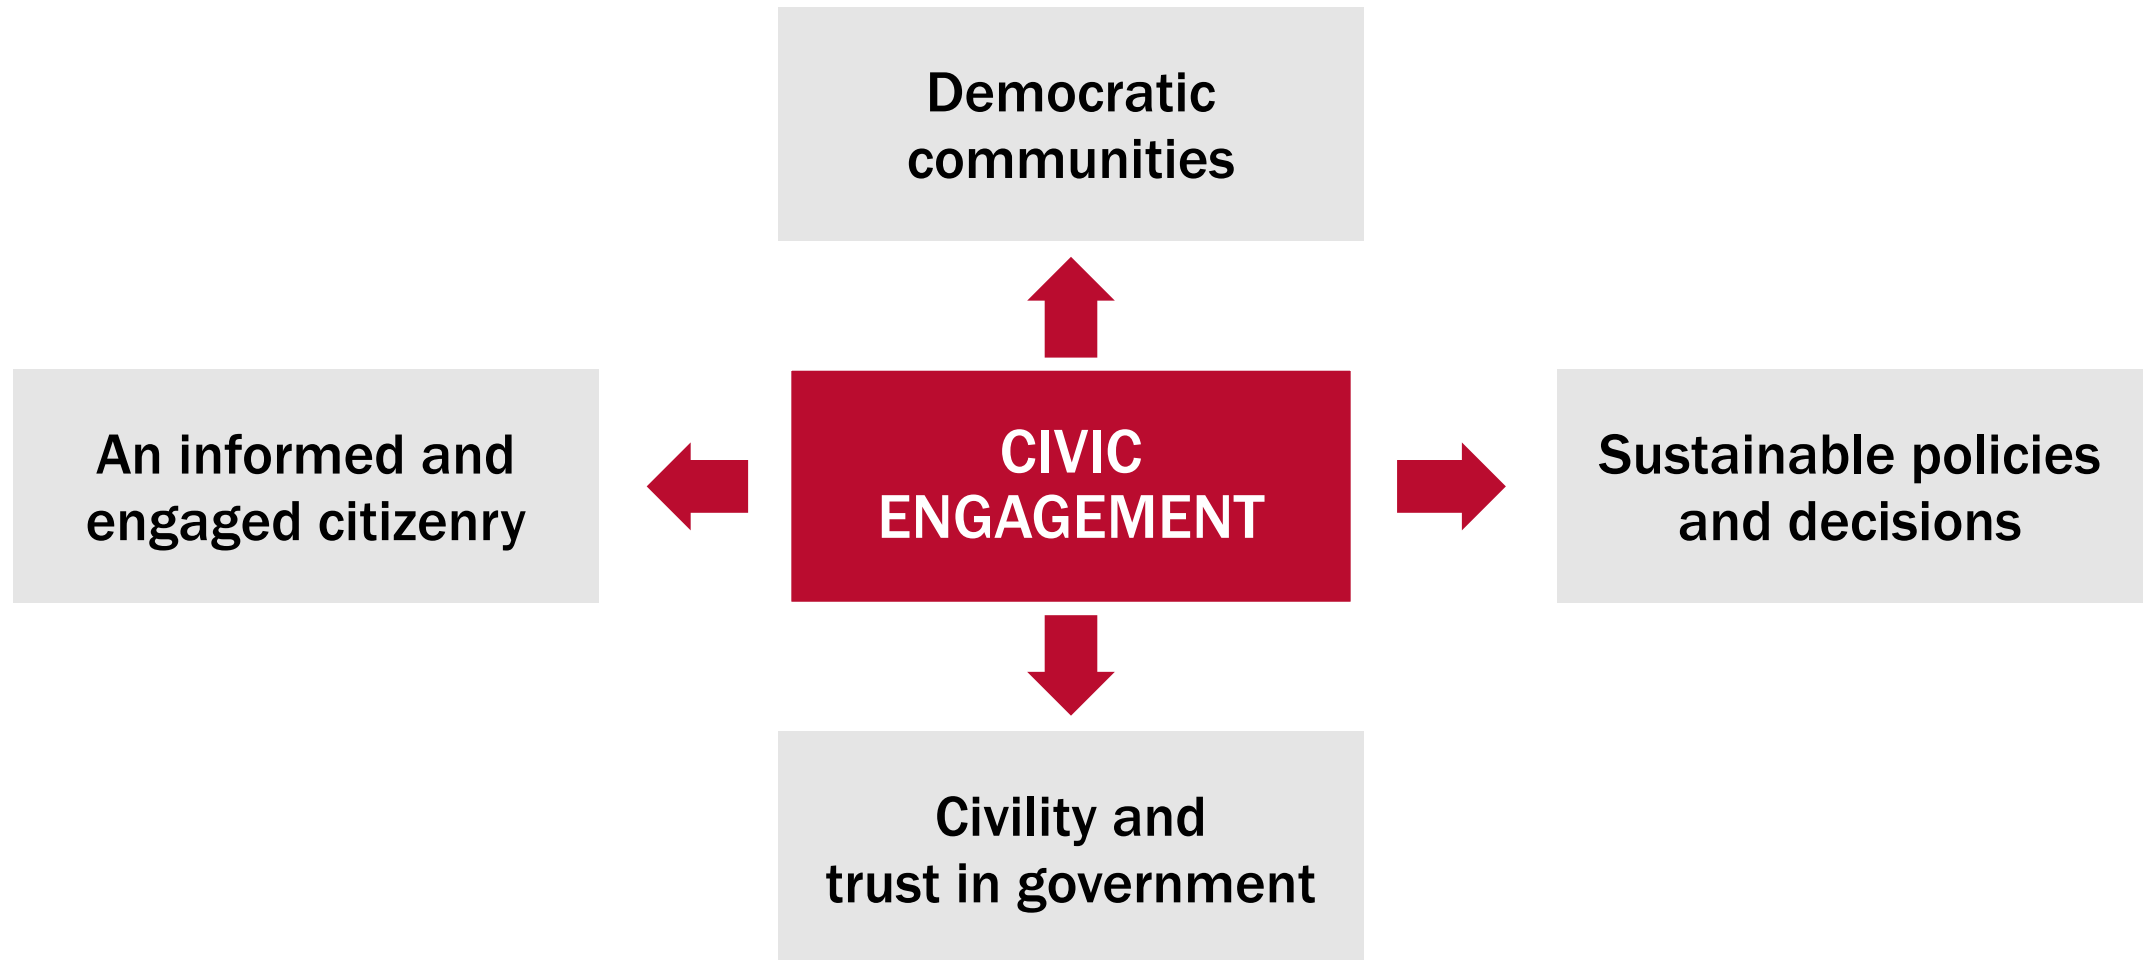 Democratic
communities
An informed and
engaged citizenry
CIVIC
ENGAGEMENT
Sustainable policies
and decisions
Civility and
trust in government